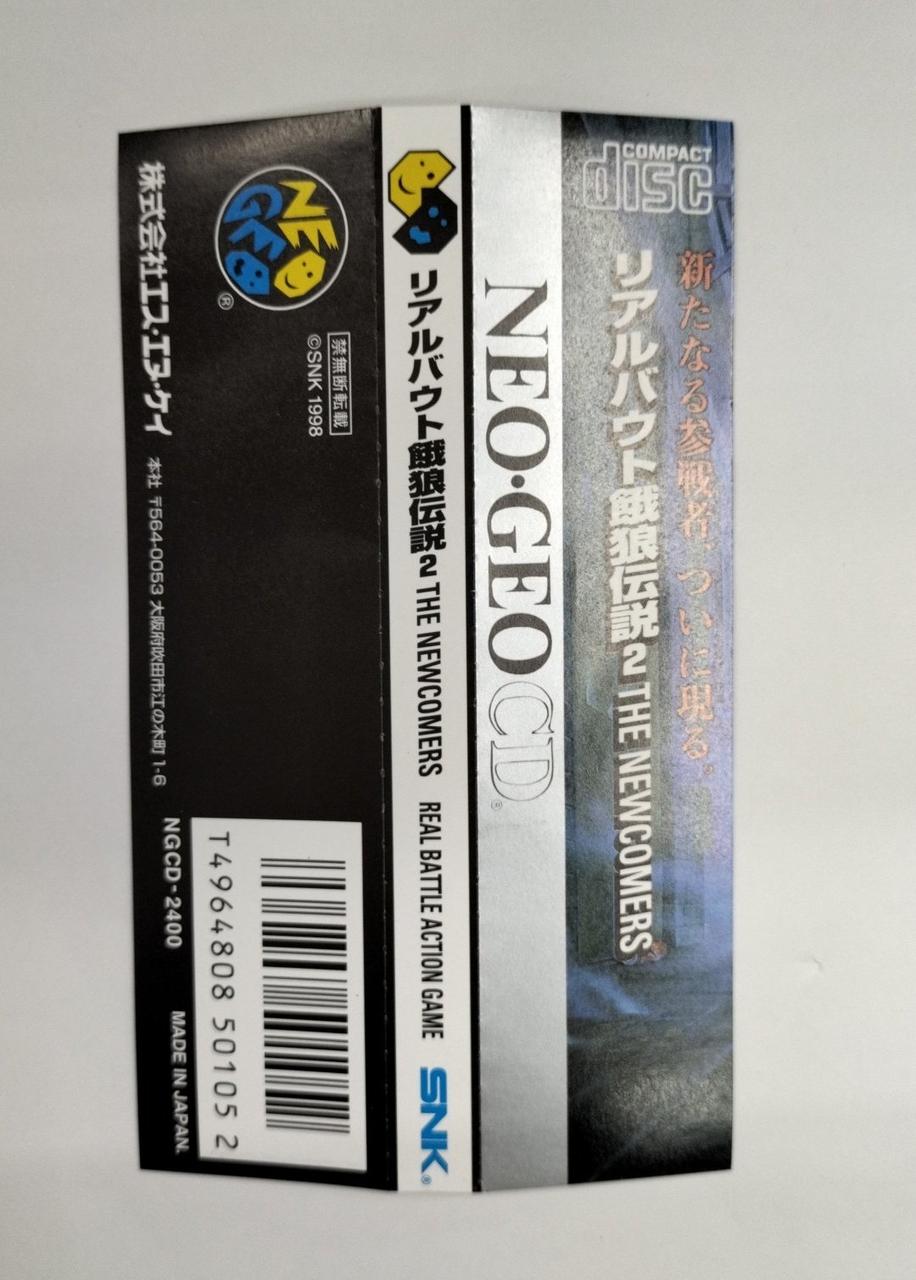 COMPACT
disc
新たなる参戦者、ついに現る。
リアルバウト餓狼伝説2 THE NEWCOMERS
NEO•GEO CD®
リアルバウト餓狼伝説2 THE NEWCOMERS REAL BATTLE ACTION GAME SNK®
NEO
GEO
®
禁無断転載
©SNK 1998
株式会社エス・エヌ・ケイ 本社 〒564-0053 大阪府吹田市江の木町1-6
NGCD-2400
MADE IN JAPAN.
T4964808 50105 2